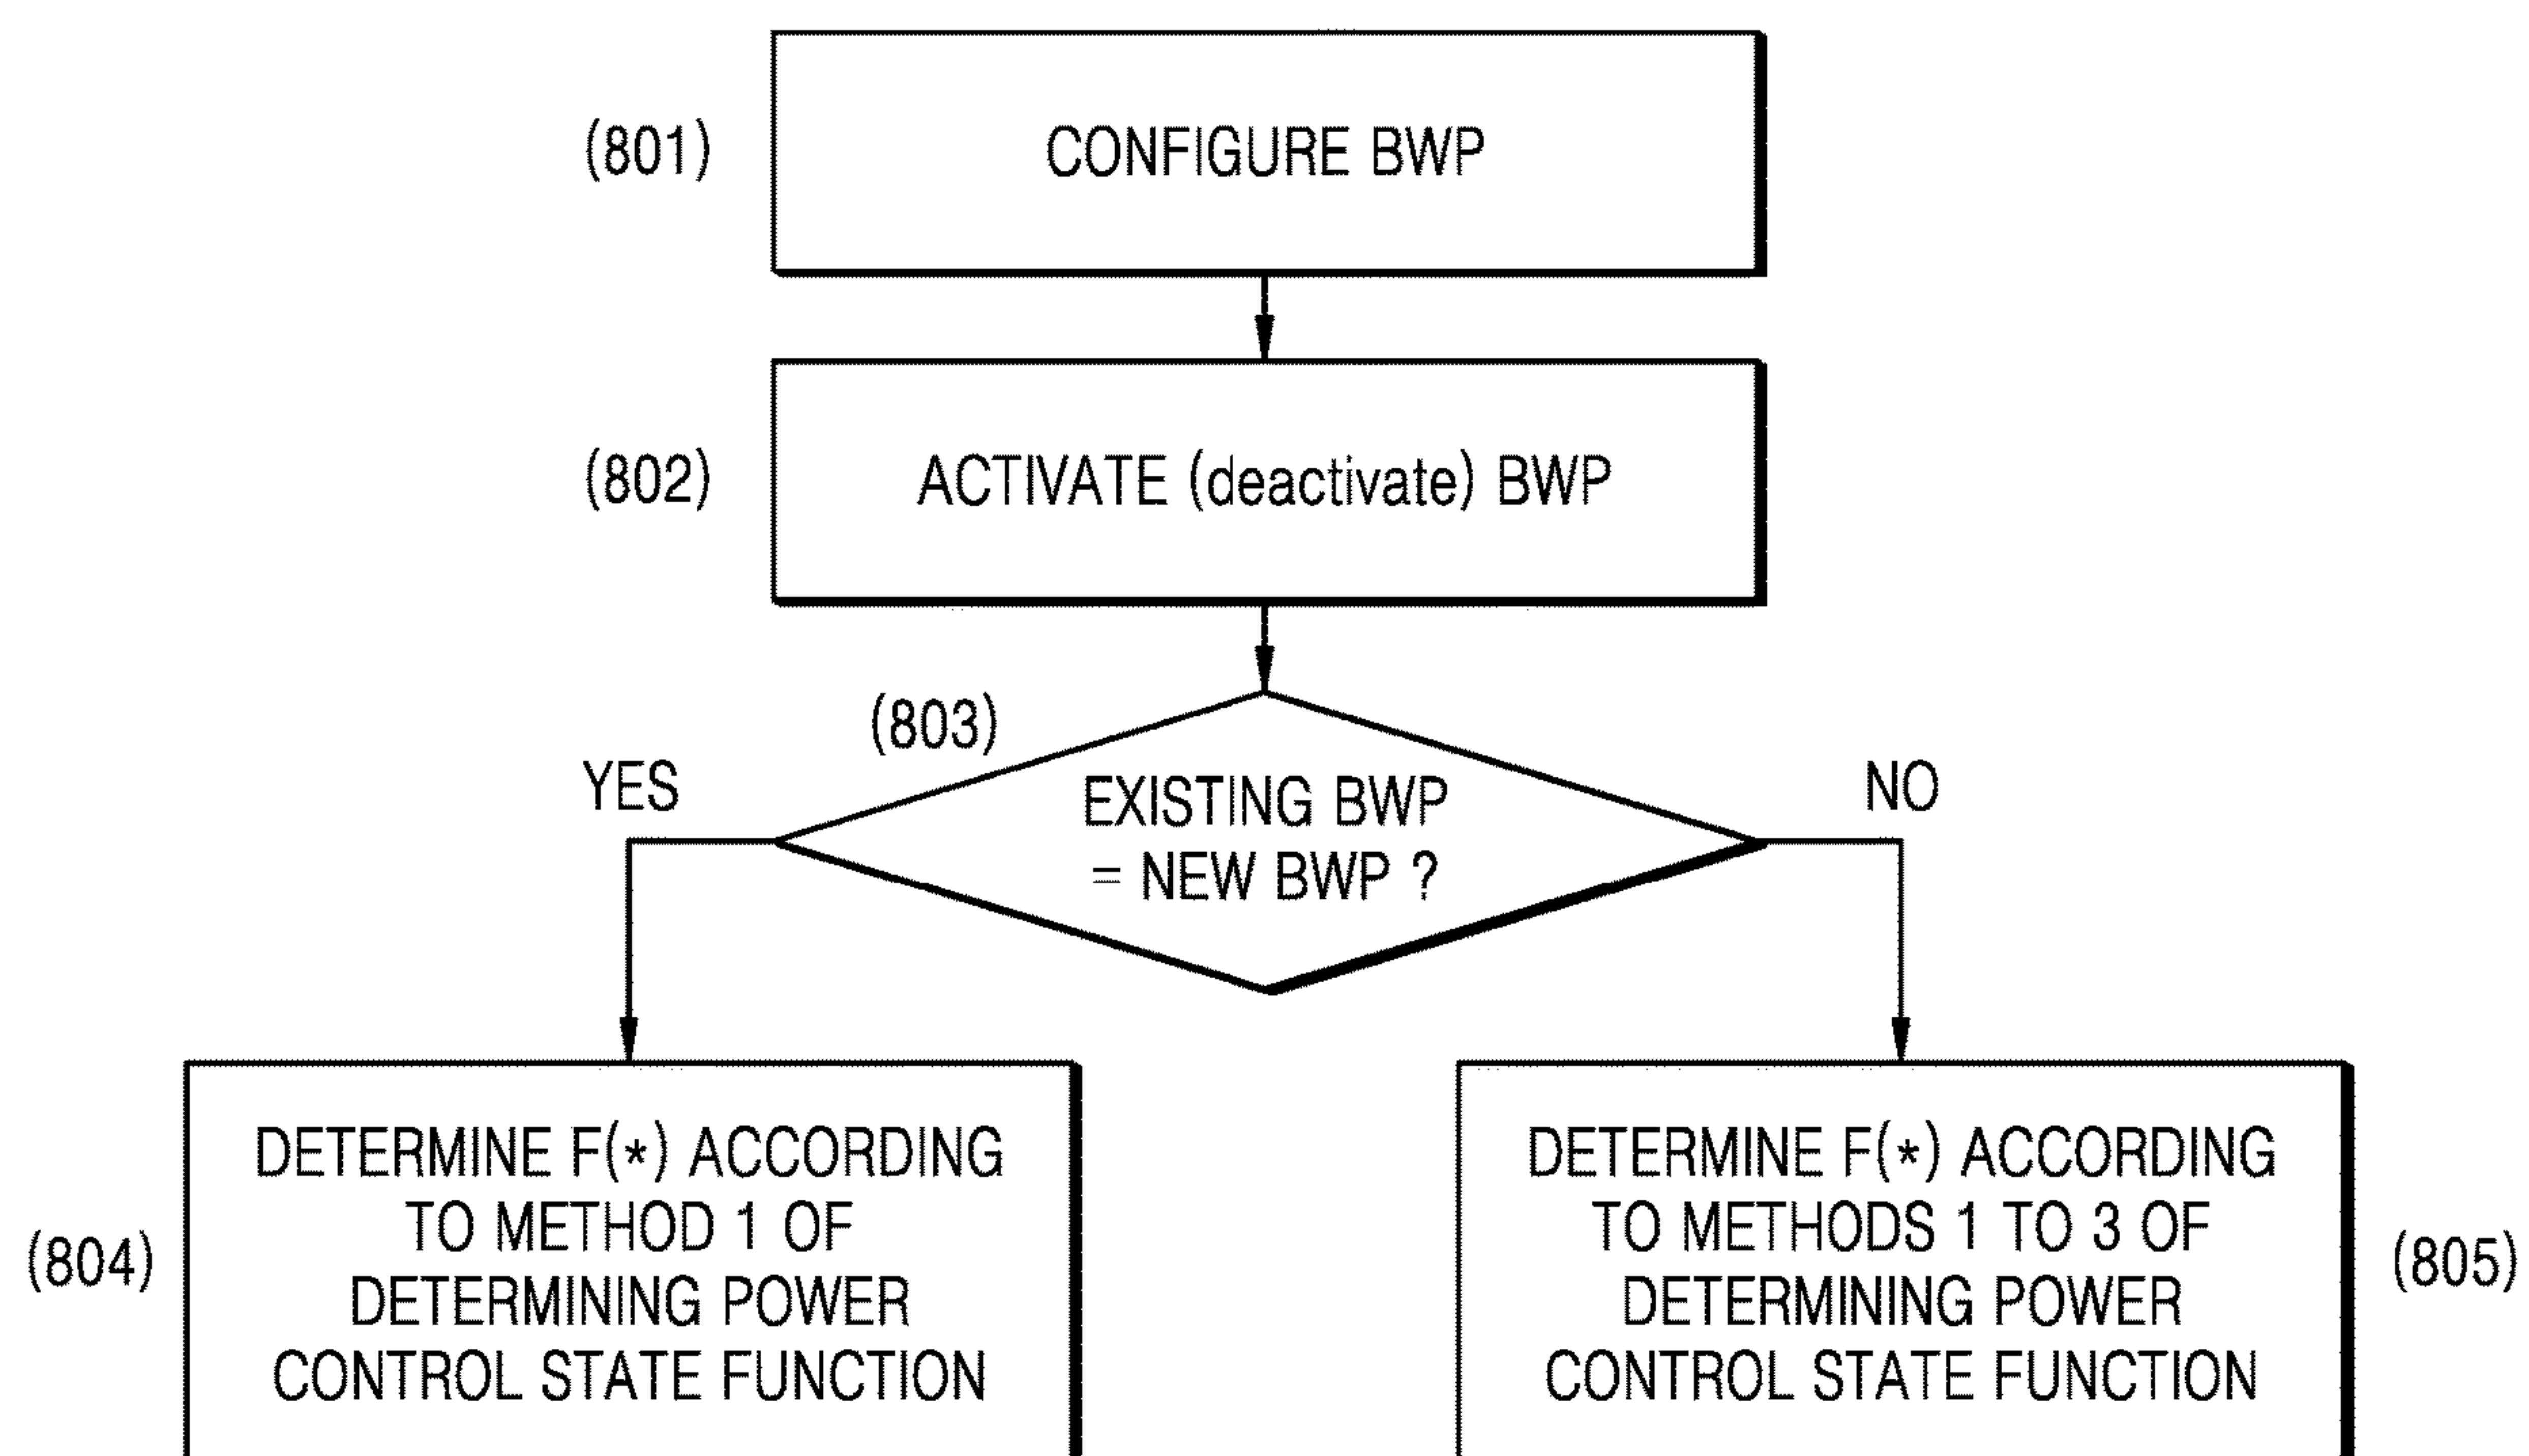 (801)
CONFIGURE BWP
(802)
ACTIVATE (deactivate) BWP
(803)
YES
NO
EXISTING BWP
= NEW BWP ?
(804)
DETERMINE F(*) ACCORDING
TO METHOD 1 OF
DETERMINING POWER
CONTROL STATE FUNCTION
DETERMINE F(*) ACCORDING
TO METHODS 1 TO 3 OF
DETERMINING POWER
CONTROL STATE FUNCTION
(805)